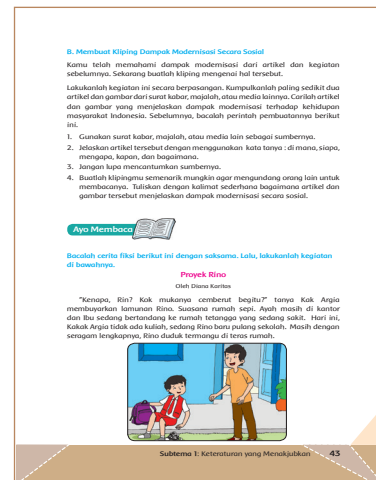 B. Membuat Kliping Dampak Modernisasi Secara Sosial
Kamu telah memahami dampak modernisasi dari artikel dan kegiatan
sebelumnya. Sekarang buatlah kliping mengenai hal tersebut.
Lakukanlah kegiatan ini secara berpasangan. Kumpulkanlah paling sedikit dua
artikel dan gambar dari surat kabar, majalah, atau media lainnya. Carilah artikel
dan gambar yang menjelaskan dampak modernisasi terhadap kehidupan
masyarakat Indonesia. Sebelumnya, bacalah perintah pembuatannya berikut
ini.
1. Gunakan surat kabar, majalah, atau media lain sebagai sumbernya.
2. Jelaskan artikel tersebut dengan menggunakan kata tanya : di mana, siapa,
mengapa, kapan, dan bagaimana.
3. Jangan lupa mencantumkan sumbernya.
4. Buatlah klipingmu semenarik mungkin agar mengundang orang lain untuk
membacanya. Tuliskan dengan kalimat sederhana bagaimana artikel dan
gambar tersebut menjelaskan dampak modernisasi secara sosial.
Ayo Membaca
Bacalah cerita fiksi berikut ini dengan saksama. Lalu, lakukanlah kegiatan
di bawahnya.
Proyek Rino
Oleh Diana Karitas
"Kenapa, Rin? Kok mukanya cemberut begitu?" tanya Kak Argia
membuyarkan lamunan Rino. Suasana rumah sepi. Ayah masih di kantor
dan Ibu sedang bertandang ke rumah tetangga yang sedang sakit. Hari ini,
Kakak Argia tidak ada kuliah, sedang Rino baru pulang sekolah. Masih dengan
seragam lengkapnya, Rino duduk termangu di teras rumah.
Subtema 1: Keteraturan yang Menakjubkan 43